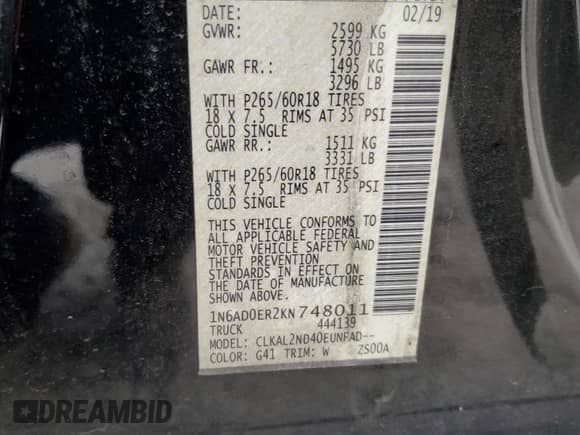 DATE: 02/19
GVWR: 2599 KG
5730 LB
GAWR FR.: 1495 KG
3296 LB
WITH P265/60R18 TIRES
18 X 7.5 RIMS AT 35 PSI
COLD SINGLE
GAWR RR.: 1511 KG
3331 LB
WITH P265/60R18 TIRES
18 X 7.5 RIMS AT 35 PSI
COLD SINGLE
THIS VEHICLE CONFORMS TO
ALL APPLICABLE FEDERAL
MOTOR VEHICLE SAFETY AND
THEFT PREVENTION
STANDARDS IN EFFECT ON
THE DATE OF MANUFACTURE
1N6AD0ER2KN748011
TRUCK 444139
MODEL: CLKAL2ND40EUNFAD--
COLOR: G41 TRIM: W ZS00A
DREAMBID